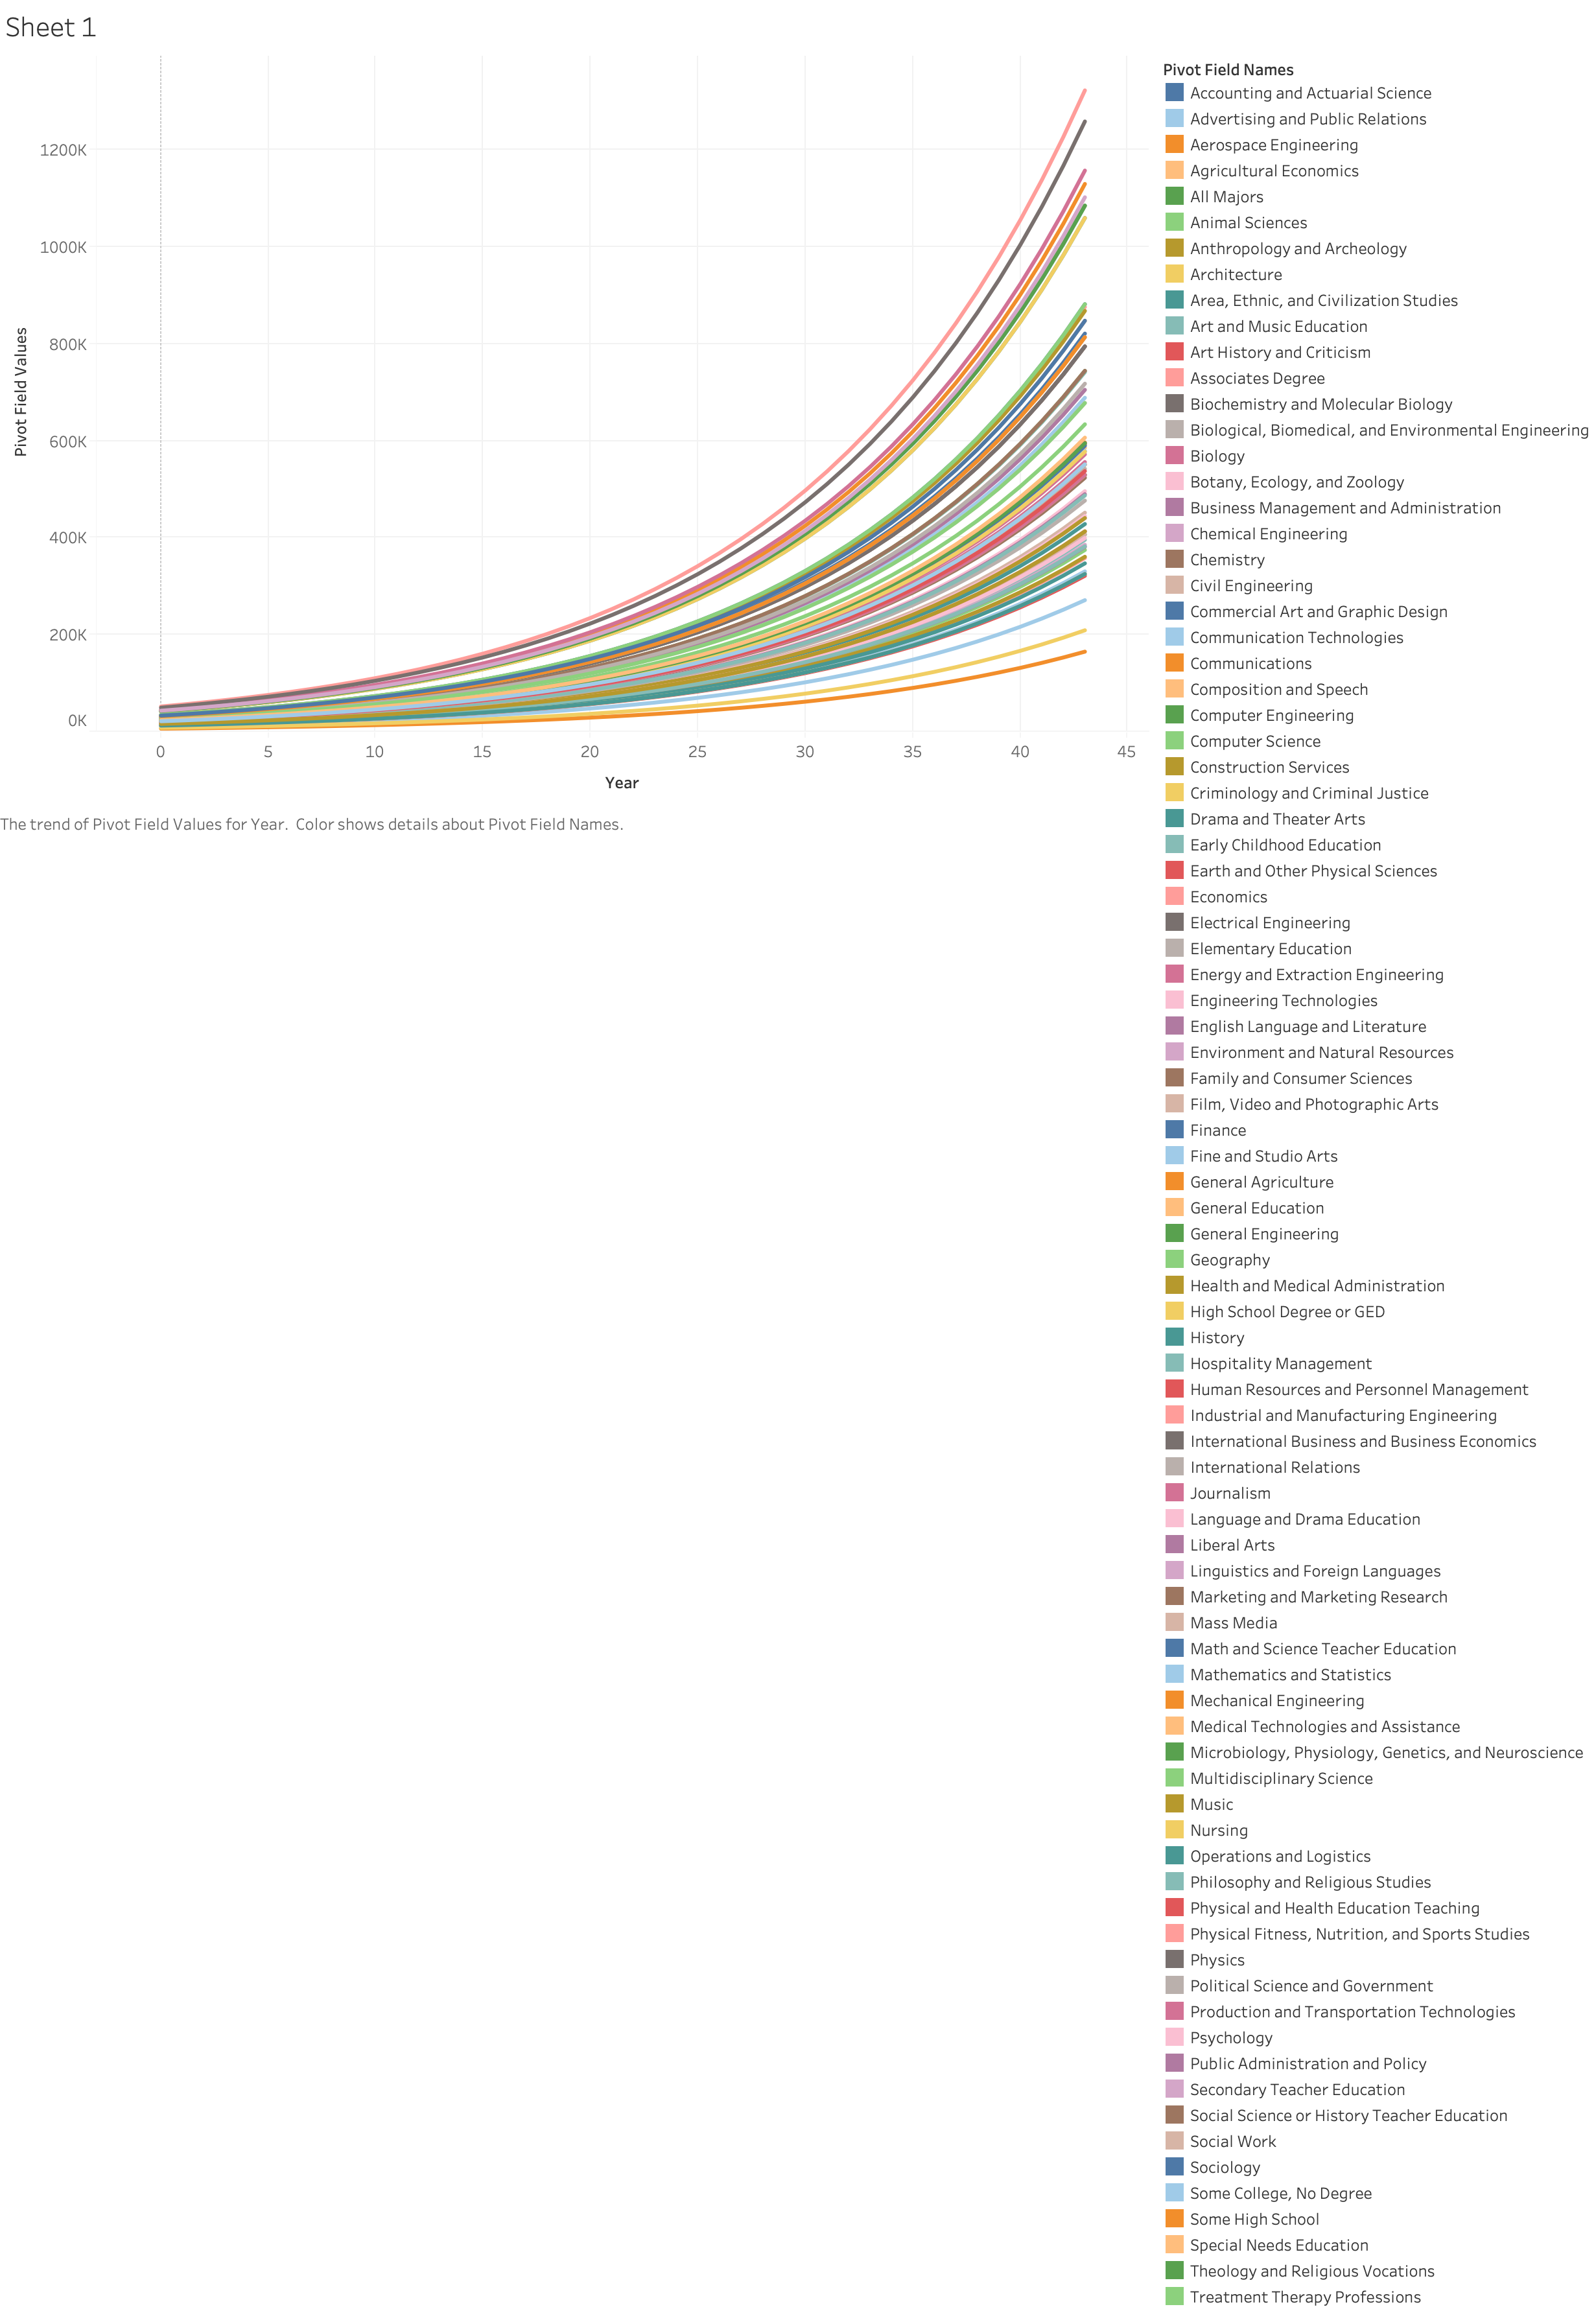 Sheet 1
Pivot Field Values
1200K
1000K
800K
600K
400K
200K
0K
0 5 10 15 20 25 30 35 40 45
Year
The trend of Pivot Field Values for Year. Color shows details about Pivot Field Names.
Pivot Field Names
Accounting and Actuarial Science
Advertising and Public Relations
Aerospace Engineering
Agricultural Economics
All Majors
Animal Sciences
Anthropology and Archeology
Architecture
Area, Ethnic, and Civilization Studies
Art and Music Education
Art History and Criticism
Associates Degree
Biochemistry and Molecular Biology
Biological, Biomedical, and Environmental Engineering
Biology
Botany, Ecology, and Zoology
Business Management and Administration
Chemical Engineering
Chemistry
Civil Engineering
Commercial Art and Graphic Design
Communication Technologies
Communications
Composition and Speech
Computer Engineering
Computer Science
Construction Services
Criminology and Criminal Justice
Drama and Theater Arts
Early Childhood Education
Earth and Other Physical Sciences
Economics
Electrical Engineering
Elementary Education
Energy and Extraction Engineering
Engineering Technologies
English Language and Literature
Environment and Natural Resources
Family and Consumer Sciences
Film, Video and Photographic Arts
Finance
Fine and Studio Arts
General Agriculture
General Education
General Engineering
Geography
Health and Medical Administration
High School Degree or GED
History
Hospitality Management
Human Resources and Personnel Management
Industrial and Manufacturing Engineering
International Business and Business Economics
International Relations
Journalism
Language and Drama Education
Liberal Arts
Linguistics and Foreign Languages
Marketing and Marketing Research
Mass Media
Math and Science Teacher Education
Mathematics and Statistics
Mechanical Engineering
Medical Technologies and Assistance
Microbiology, Physiology, Genetics, and Neuroscience
Multidisciplinary Science
Music
Nursing
Operations and Logistics
Philosophy and Religious Studies
Physical and Health Education Teaching
Physical Fitness, Nutrition, and Sports Studies
Physics
Political Science and Government
Production and Transportation Technologies
Psychology
Public Administration and Policy
Secondary Teacher Education
Social Science or History Teacher Education
Social Work
Sociology
Some College, No Degree
Some High School
Special Needs Education
Theology and Religious Vocations
Treatment Therapy Professions